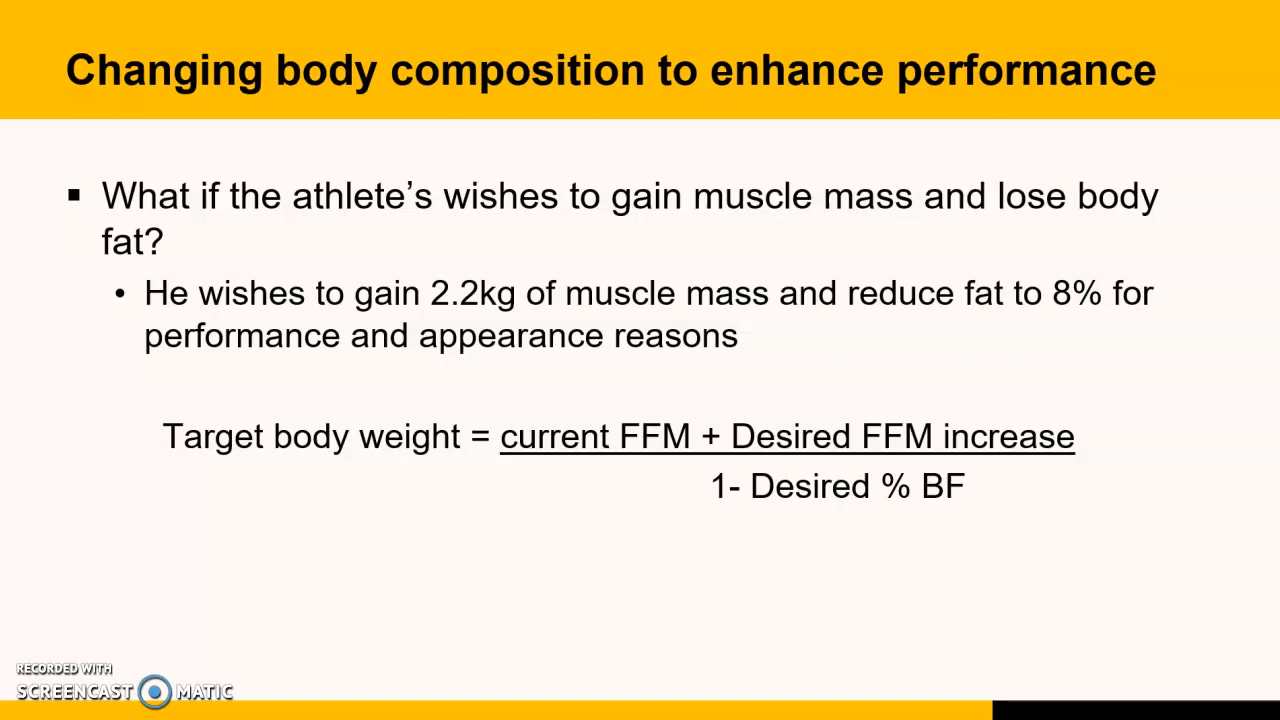 Changing body composition to enhance performance
▪ What if the athlete’s wishes to gain muscle mass and lose body
fat?
• He wishes to gain 2.2kg of muscle mass and reduce fat to 8% for
performance and appearance reasons
Target body weight = current FFM + Desired FFM increase
1- Desired % BF
RECORDED WITH
SCREENCAST MATIC